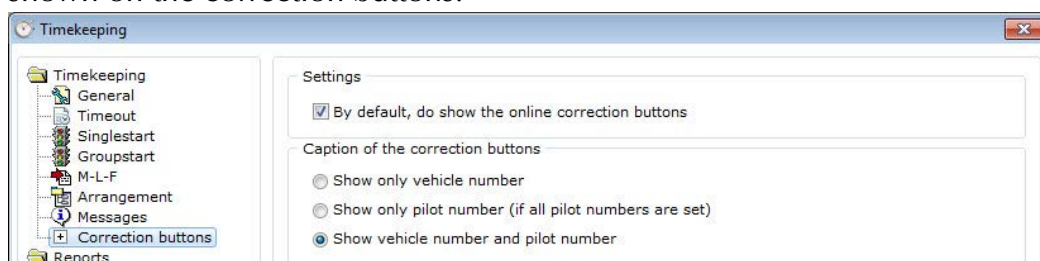 shown on the correction buttons.
Timekeeping
Timekeeping
General
Timeout
Singlestart
Groupstart
M-L-F
Arrangement
Messages
Correction buttons
Reports
Settings
By default, do show the online correction buttons
Caption of the correction buttons
Show only vehicle number
Show only pilot number (if all pilot numbers are set)
Show vehicle number and pilot number